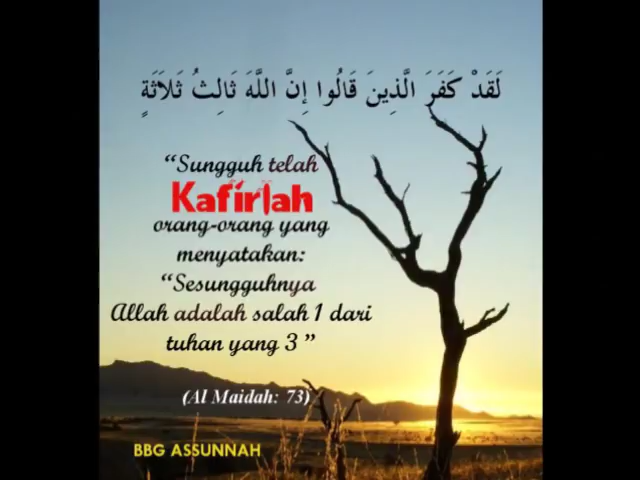 لَقَدْ كَفَرَ الَّذِينَ قَالُوا إِنَّ اللَّهَ ثَالِثُ ثَلَاثَةٍ
“Sungguh telah
Kafirlah
orang-orang yang
menyatakan:
“Sesungguhnya
Allah adalah salah 1 dari
tuhan yang 3 ”
(Al Maidah: 73)
BBG ASSUNNAH